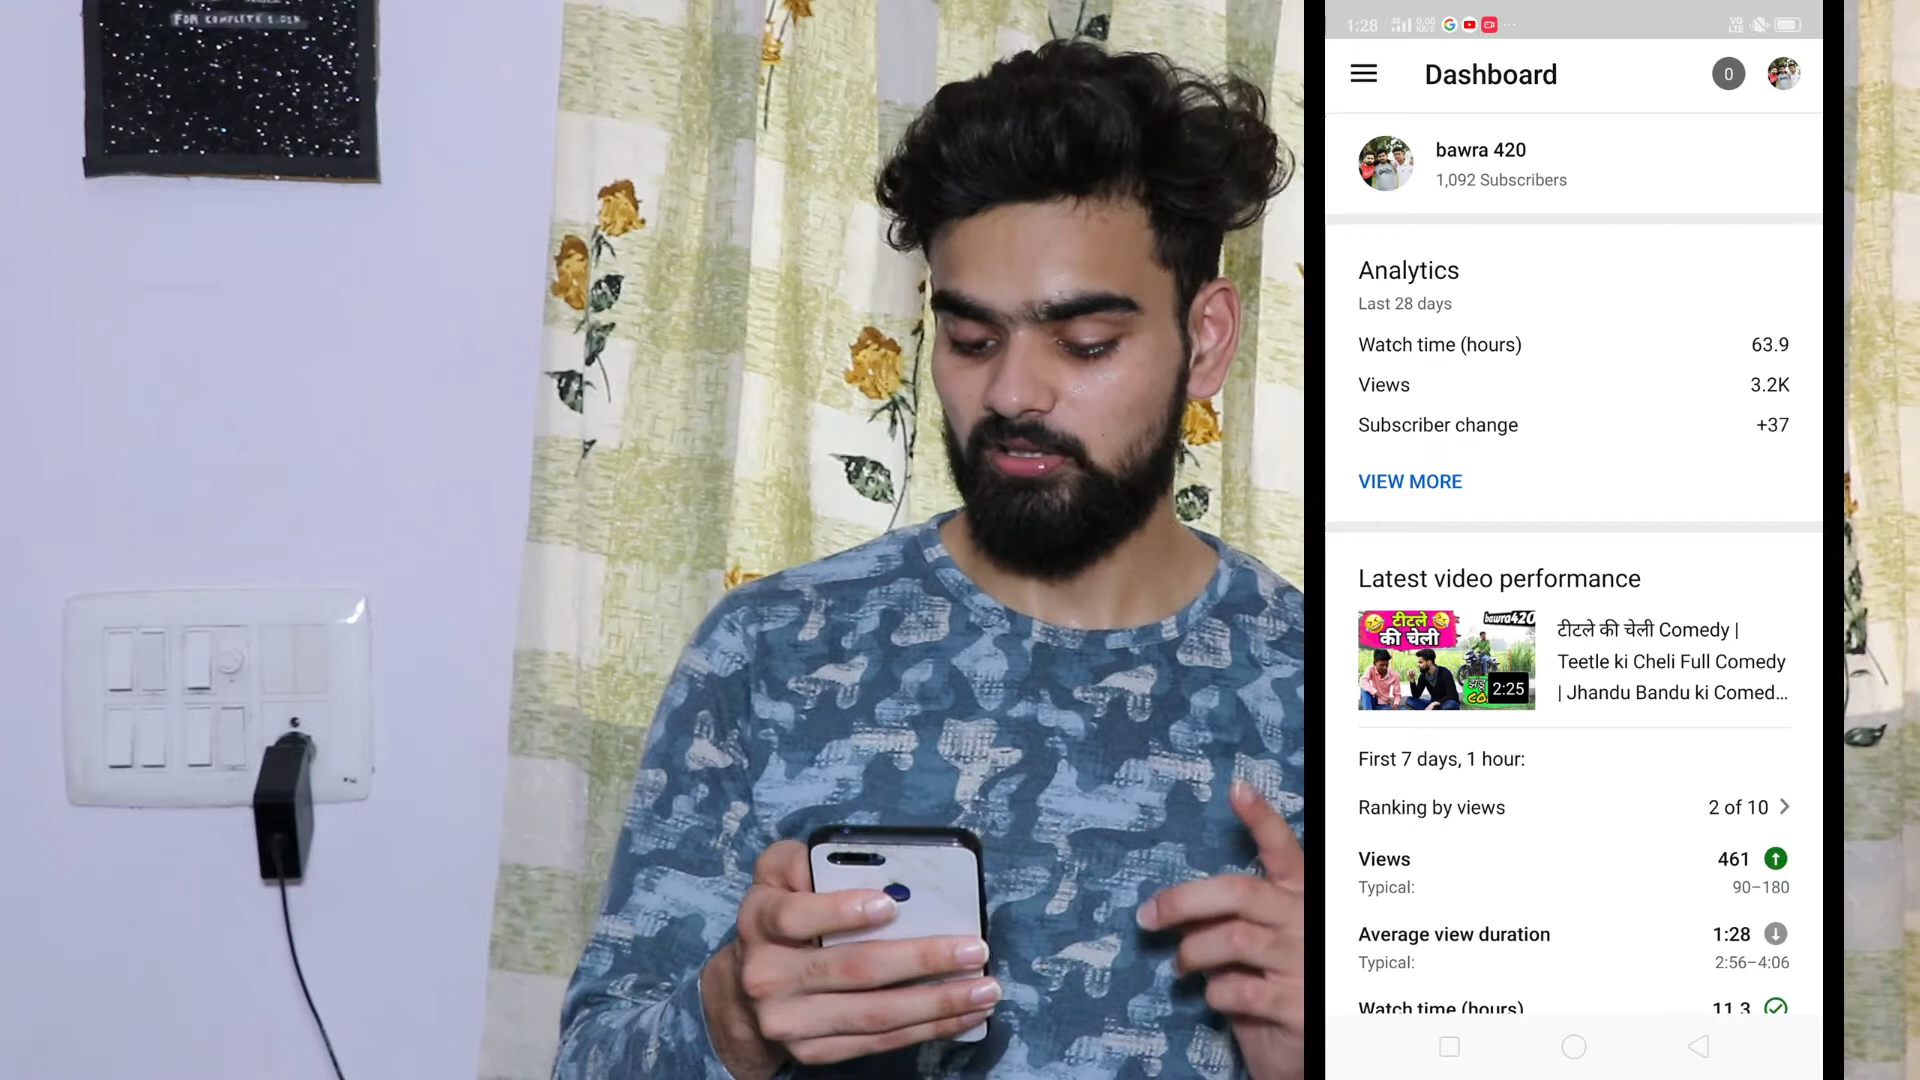 FOR COMPLETE
1:28
Dashboard
0
bawra 420
1,092 Subscribers
Analytics
Last 28 days
Watch time (hours) 63.9
Views 3.2K
Subscriber change +37
VIEW MORE
Latest video performance
टीटले
की चेली
bawra420
2:25
टीटले की चेली Comedy |
Teetle ki Cheli Full Comedy
| Jhandu Bandu ki Comed...
First 7 days, 1 hour:
Ranking by views 2 of 10
Views 461
Typical: 90–180
Average view duration 1:28
Typical: 2:56–4:06
Watch time (hours) 11.3